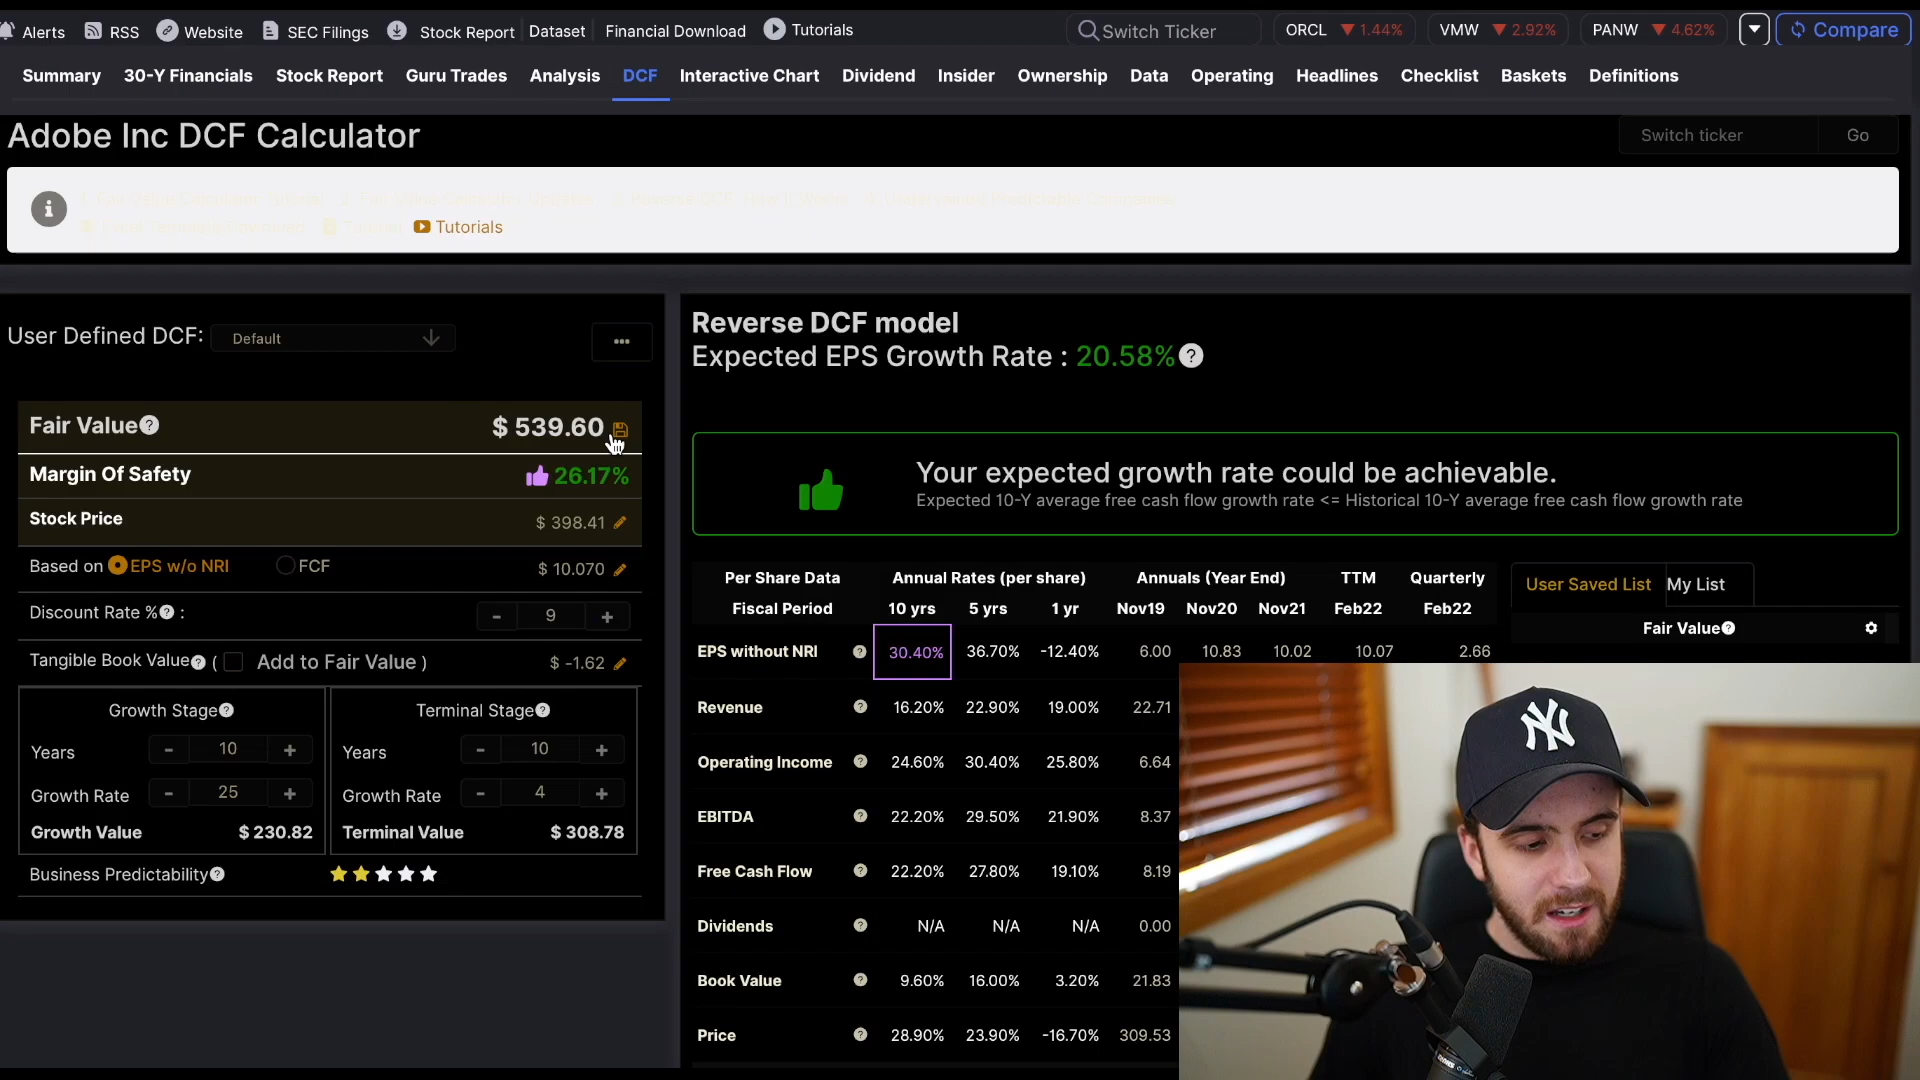 Alerts RSS Website SEC Filings Stock Report Dataset Financial Download Tutorials Switch Ticker ORCL ▼ 1.44% VMW ▼ 2.92% PANW ▼ 4.62% Compare
Summary 30-Y Financials Stock Report Guru Trades Analysis DCF Interactive Chart Dividend Insider Ownership Data Operating Headlines Checklist Baskets Definitions
Adobe Inc DCF Calculator
Switch ticker Go
Tutorials
User Defined DCF: Default ...
Fair Value $ 539.60
Margin Of Safety 26.17%
Stock Price $ 398.41
Based on EPS w/o NRI FCF $ 10.070
Discount Rate % : - 9 +
Tangible Book Value ( Add to Fair Value ) $ -1.62
Growth Stage Terminal Stage
Years - 10 + Years - 10 +
Growth Rate - 25 + Growth Rate - 4 +
Growth Value $ 230.82 Terminal Value $ 308.78
Business Predictability
Reverse DCF model
Expected EPS Growth Rate : 20.58%
Your expected growth rate could be achievable.
Expected 10-Y average free cash flow growth rate <= Historical 10-Y average free cash flow growth rate
Per Share Data Annual Rates (per share) Annuals (Year End) TTM Quarterly
Fiscal Period 10 yrs 5 yrs 1 yr Nov19 Nov20 Nov21 Feb22 Feb22
EPS without NRI 30.40% 36.70% -12.40% 6.00 10.83 10.02 10.07 2.66
Revenue 16.20% 22.90% 19.00% 22.71
Operating Income 24.60% 30.40% 25.80% 6.64
EBITDA 22.20% 29.50% 21.90% 8.37
Free Cash Flow 22.20% 27.80% 19.10% 8.19
Dividends N/A N/A N/A 0.00
Book Value 9.60% 16.00% 3.20% 21.83
Price 28.90% 23.90% -16.70% 309.53
User Saved List My List
Fair Value
NY